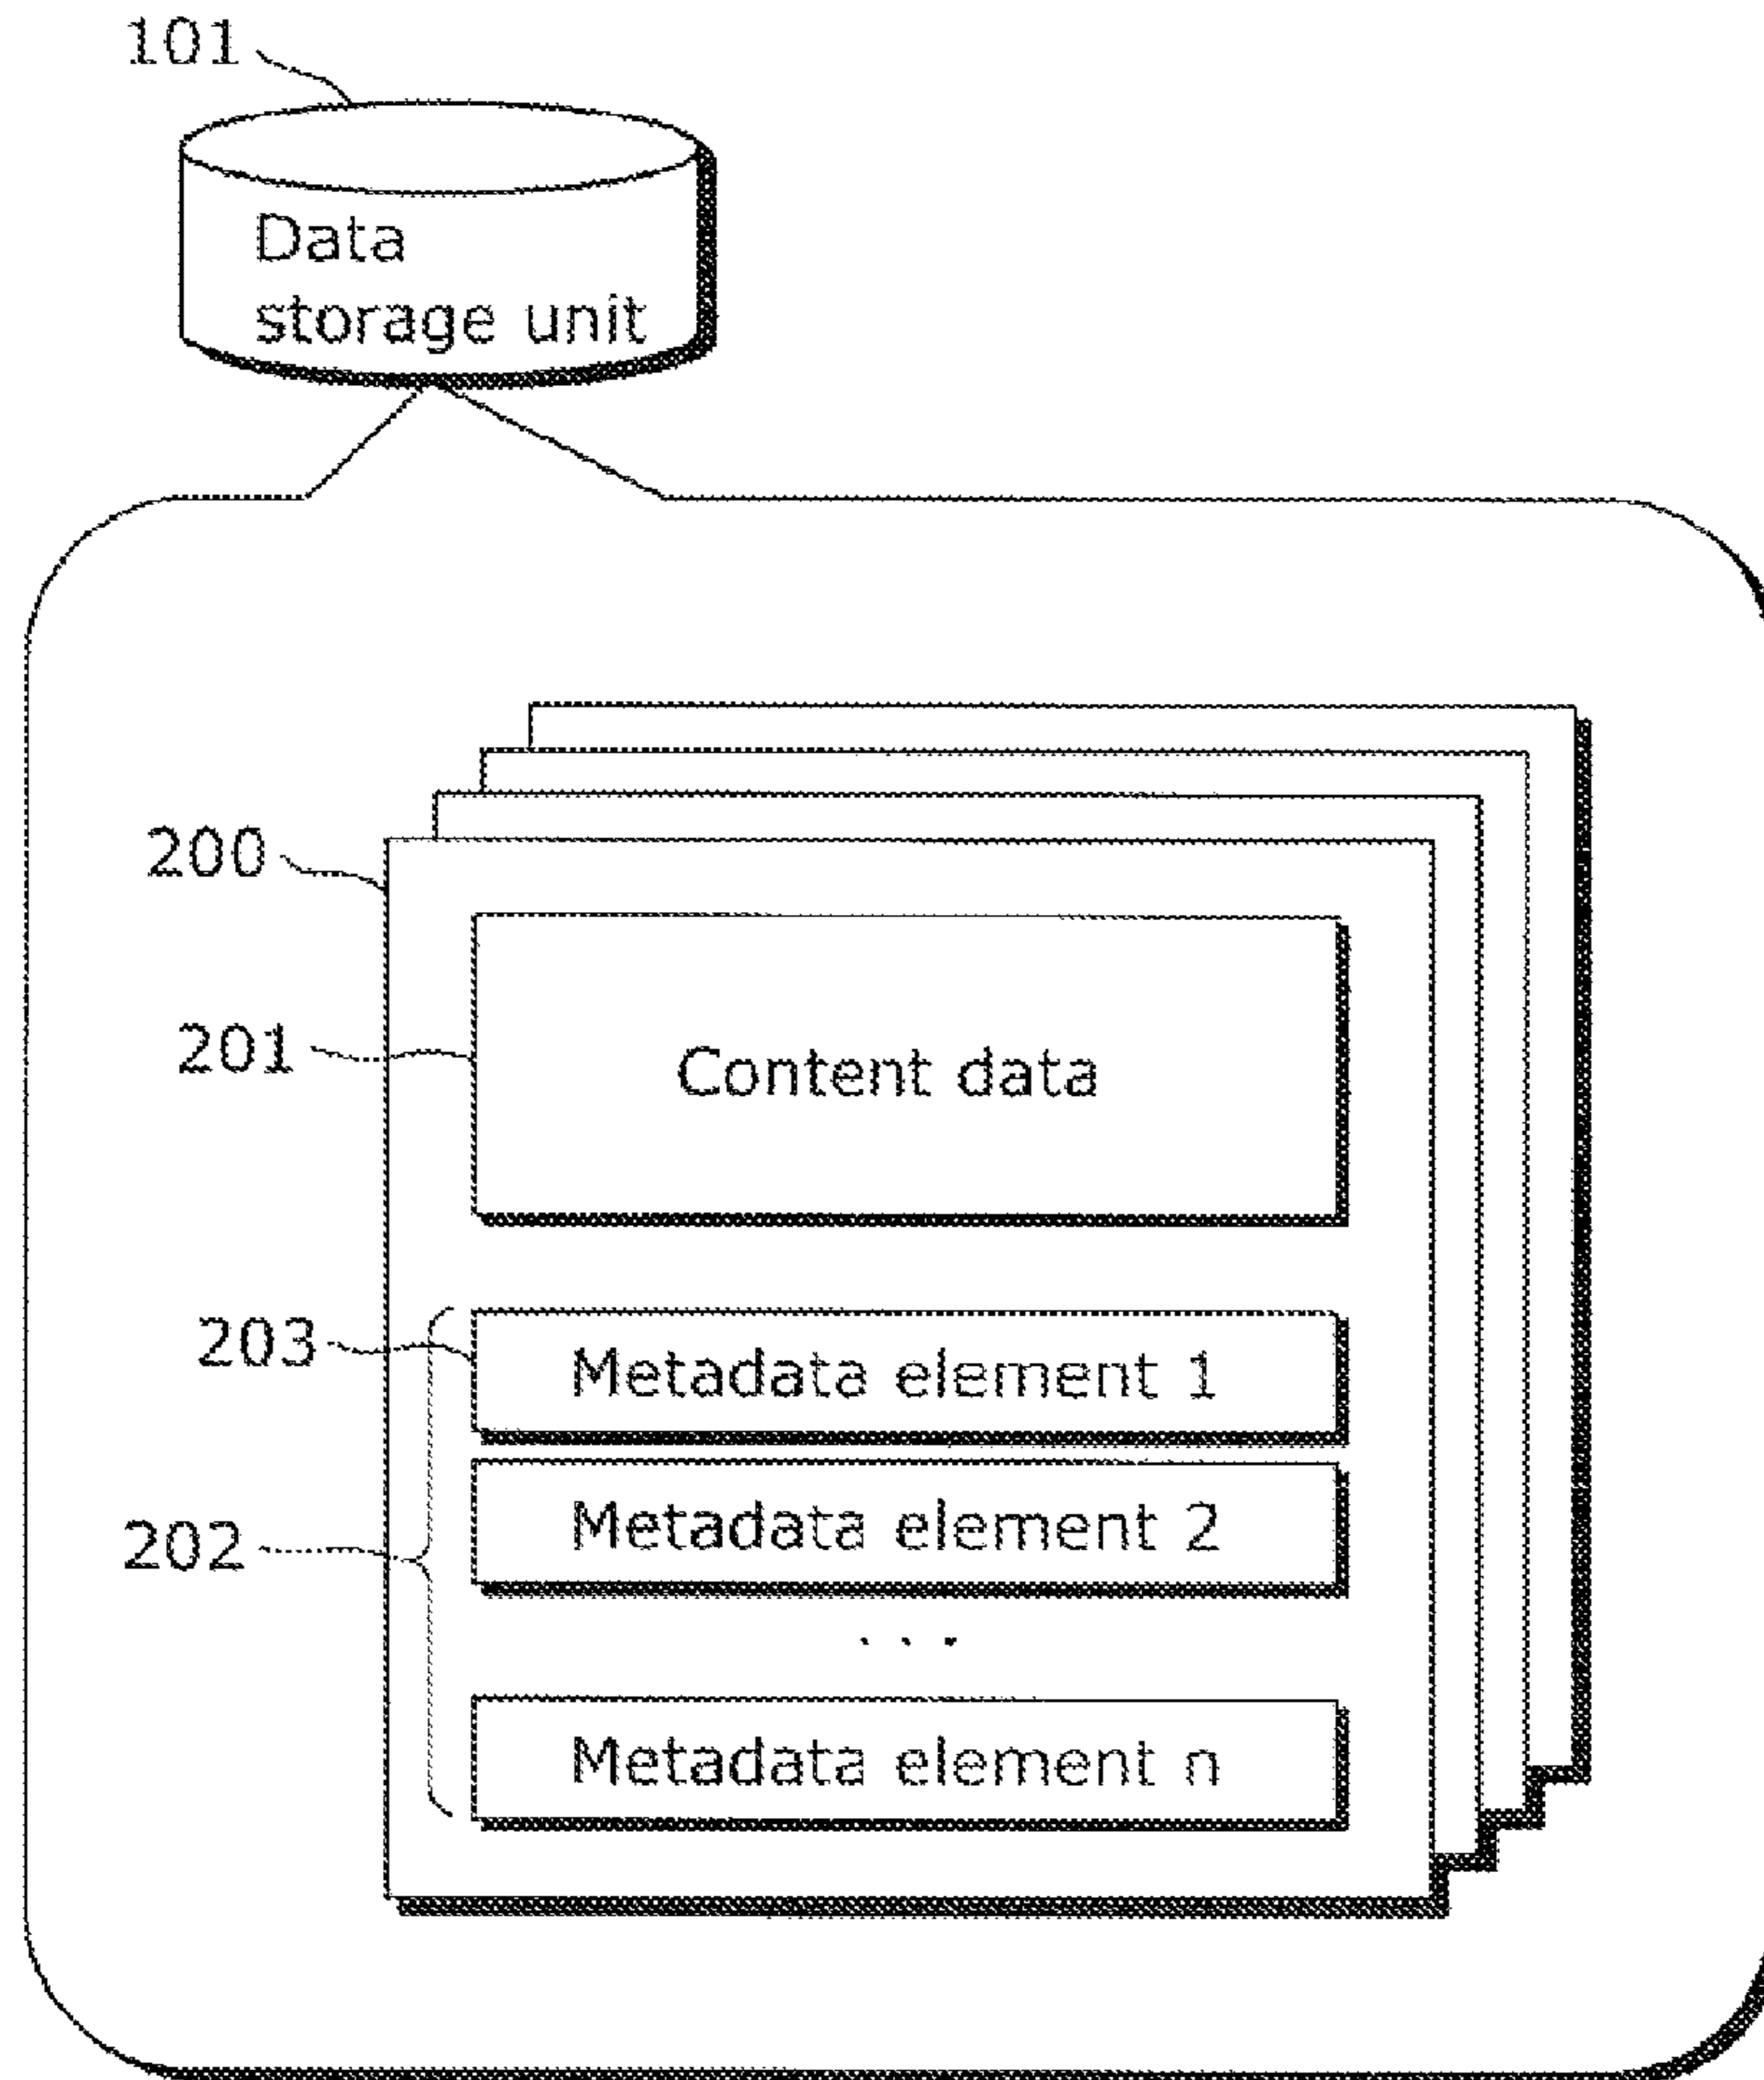 101
Data
storage unit
200
201
Content data
203
Metadata element 1
Metadata element 2
202
...
Metadata element n